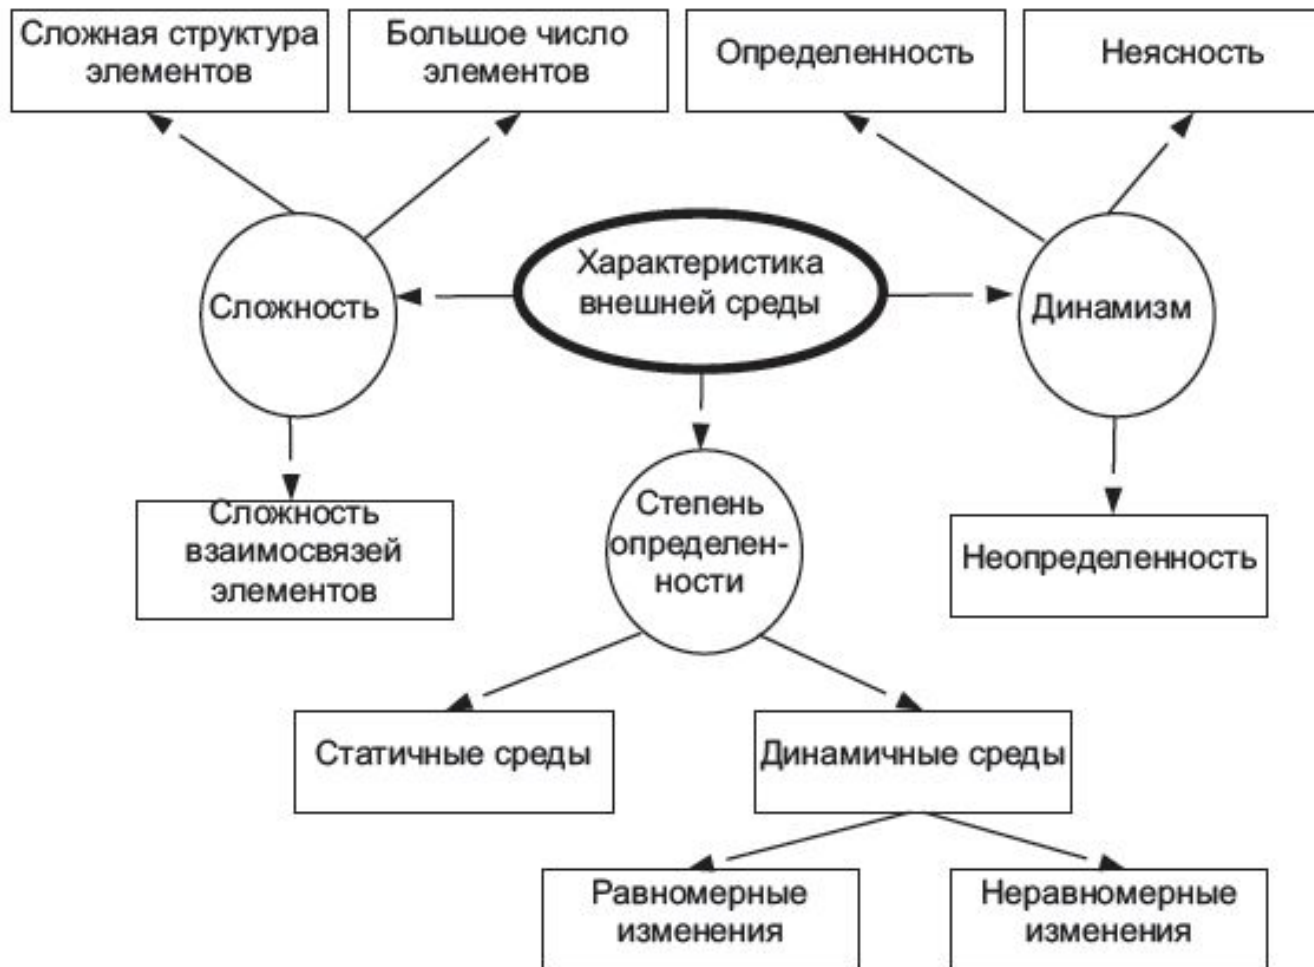 Сложная структура
элементов
Большое число
элементов
Определенность
Неясность
Характеристика
внешней среды
Сложность
Динамизм
Степень
определен-
ности
Сложность
взаимосвязей
элементов
Неопределенность
Статичные среды
Динамичные среды
Равномерные
изменения
Неравномерные
изменения